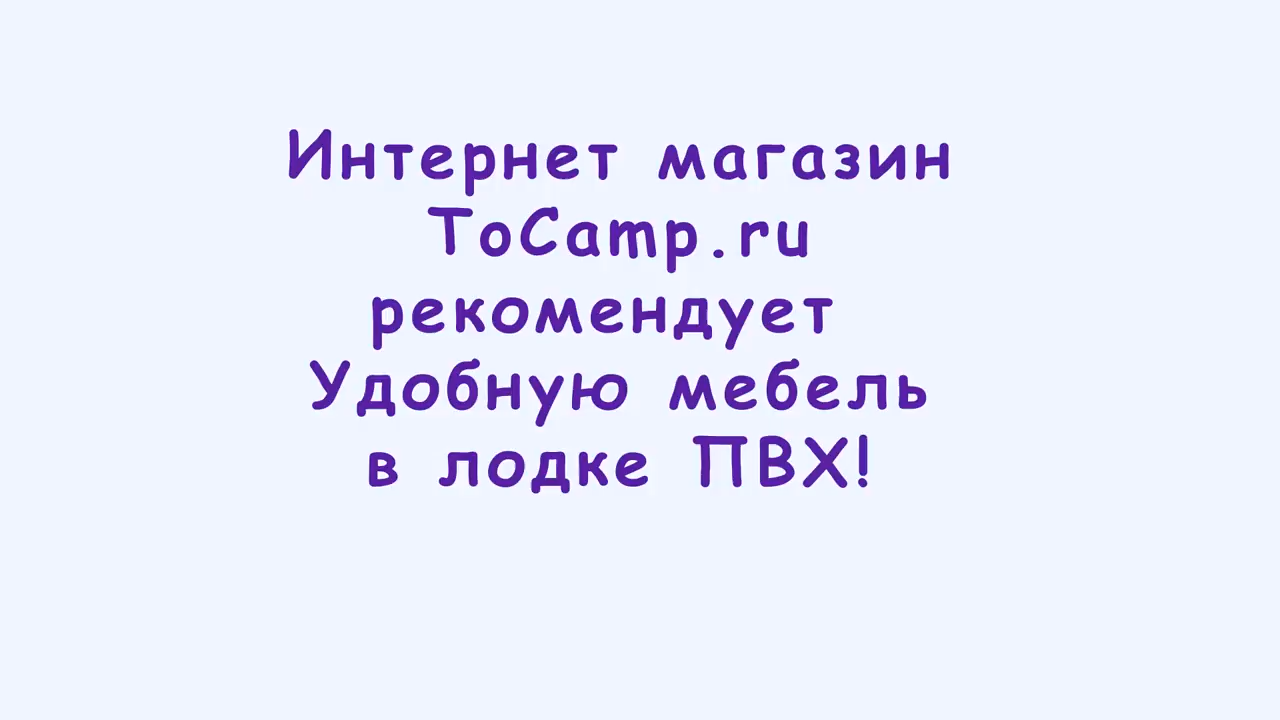 Интернет магазин
ToCamp.ru
рекомендует
Удобную мебель
в лодке ПВХ!